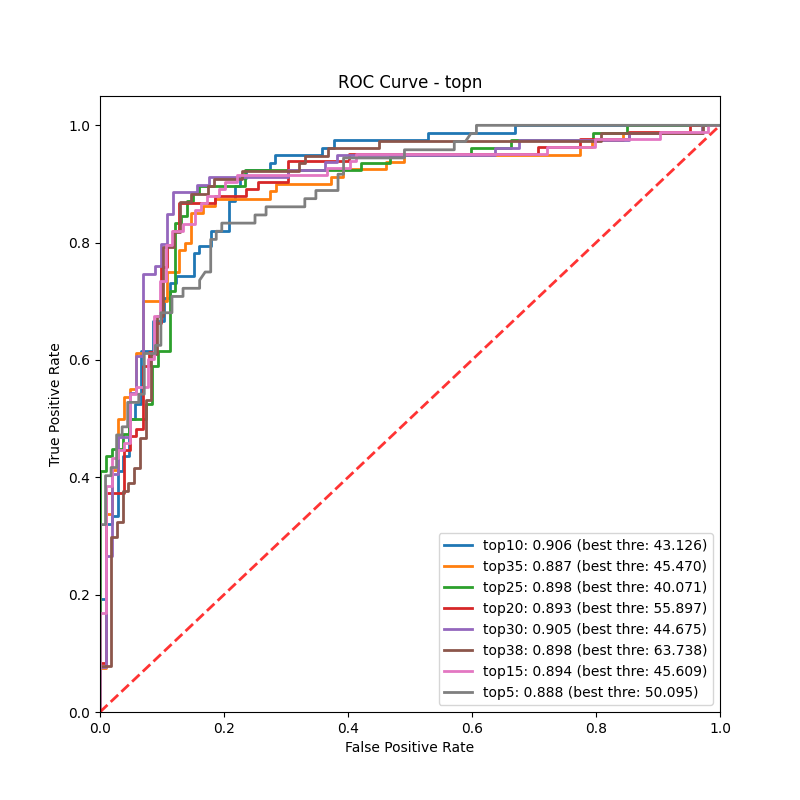 ROC Curve - topn
True Positive Rate
1.0
0.8
0.6
0.4
0.2
0.0
0.0 0.2 0.4 0.6 0.8 1.0
False Positive Rate
top10: 0.906 (best thre: 43.126)
top35: 0.887 (best thre: 45.470)
top25: 0.898 (best thre: 40.071)
top20: 0.893 (best thre: 55.897)
top30: 0.905 (best thre: 44.675)
top38: 0.898 (best thre: 63.738)
top15: 0.894 (best thre: 45.609)
top5: 0.888 (best thre: 50.095)